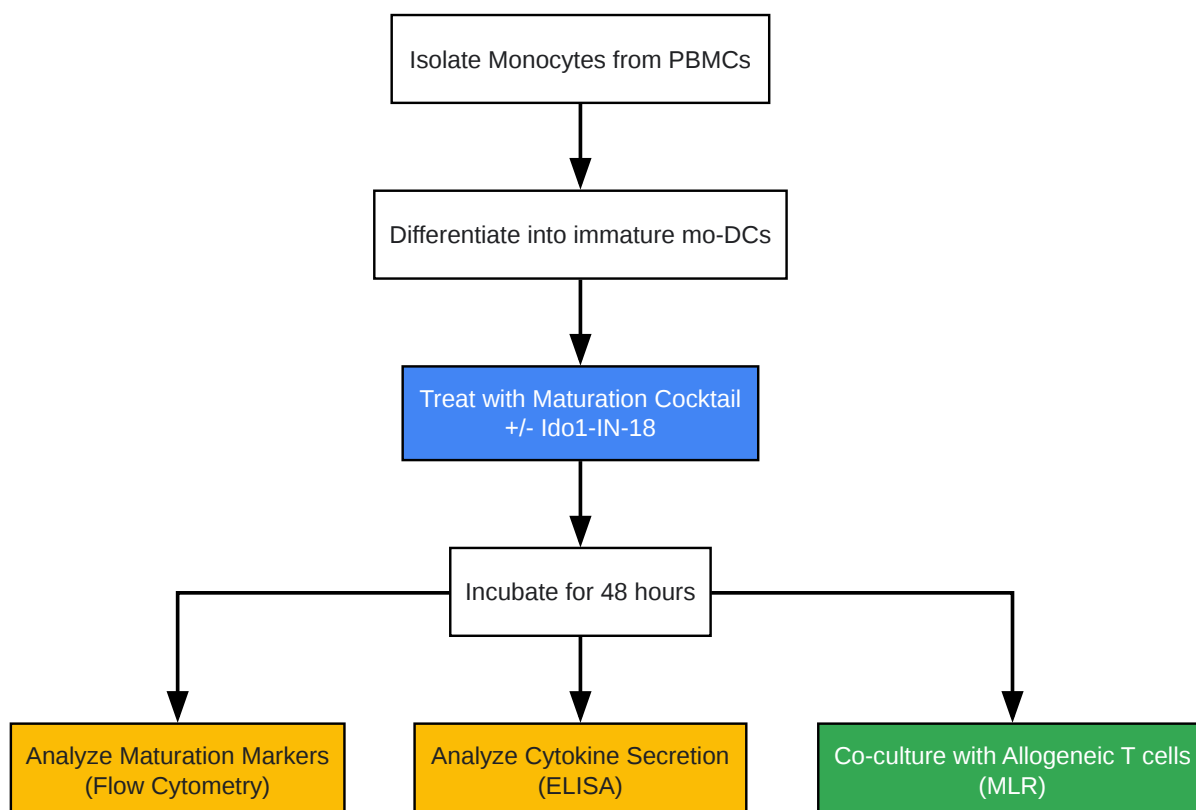 Isolate Monocytes from PBMCs
Differentiate into immature mo-DCs
Treat with Maturation Cocktail
+/- Ido1-IN-18
Incubate for 48 hours
Analyze Maturation Markers
(Flow Cytometry)
Analyze Cytokine Secretion
(ELISA)
Co-culture with Allogeneic T cells
(MLR)